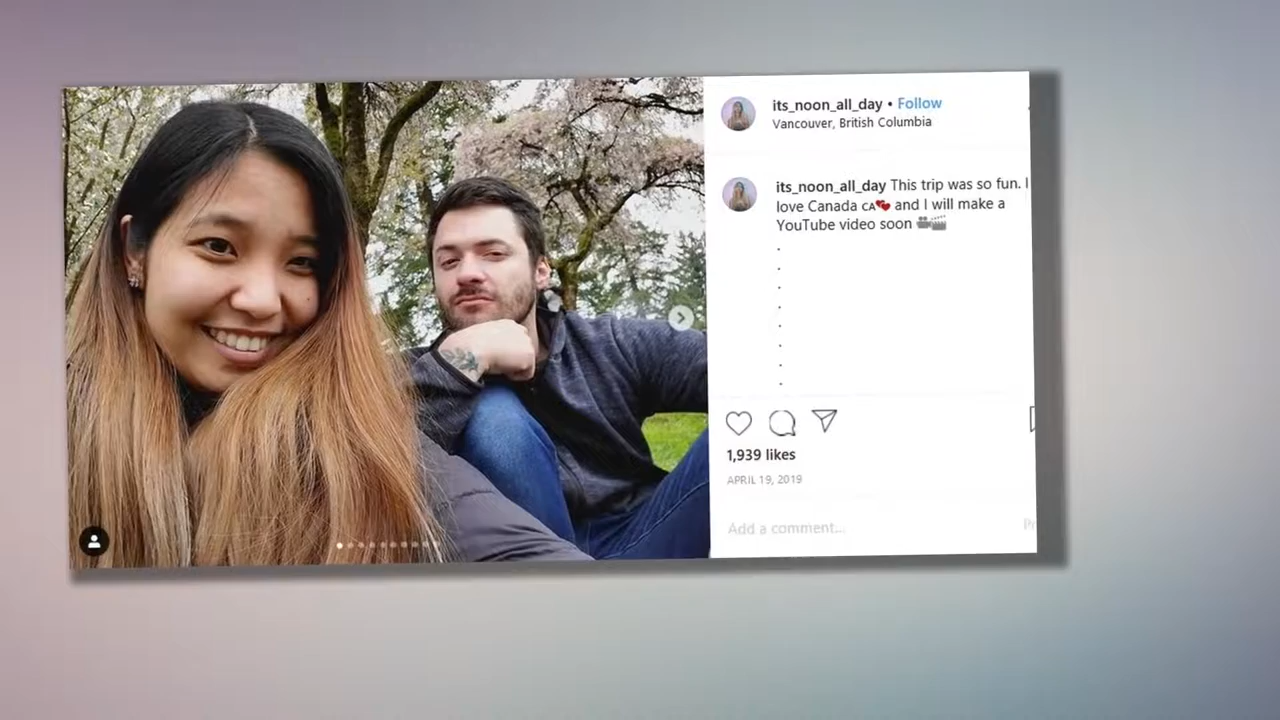 its_noon_all_day • Follow
Vancouver, British Columbia
its_noon_all_day This trip was so fun. I
love Canada CA and I will make a
YouTube video soon
.
.
.
.
.
.
.
.
1,939 likes
APRIL 19, 2019
Add a comment...